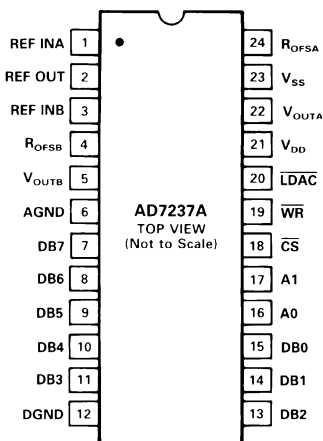 REF INA 1 24 ROFSA
REF OUT 2 23 VSS
REF INB 3 22 VOUTA
ROFSB 4 21 VDD
VOUTB 5 20 LDAC
AGND 6 AD7237A 19 WR
TOP VIEW
DB7 7 (Not to Scale) 18 CS
DB6 8 17 A1
DB5 9 16 A0
DB4 10 15 DB0
DB3 11 14 DB1
DGND 12 13 DB2